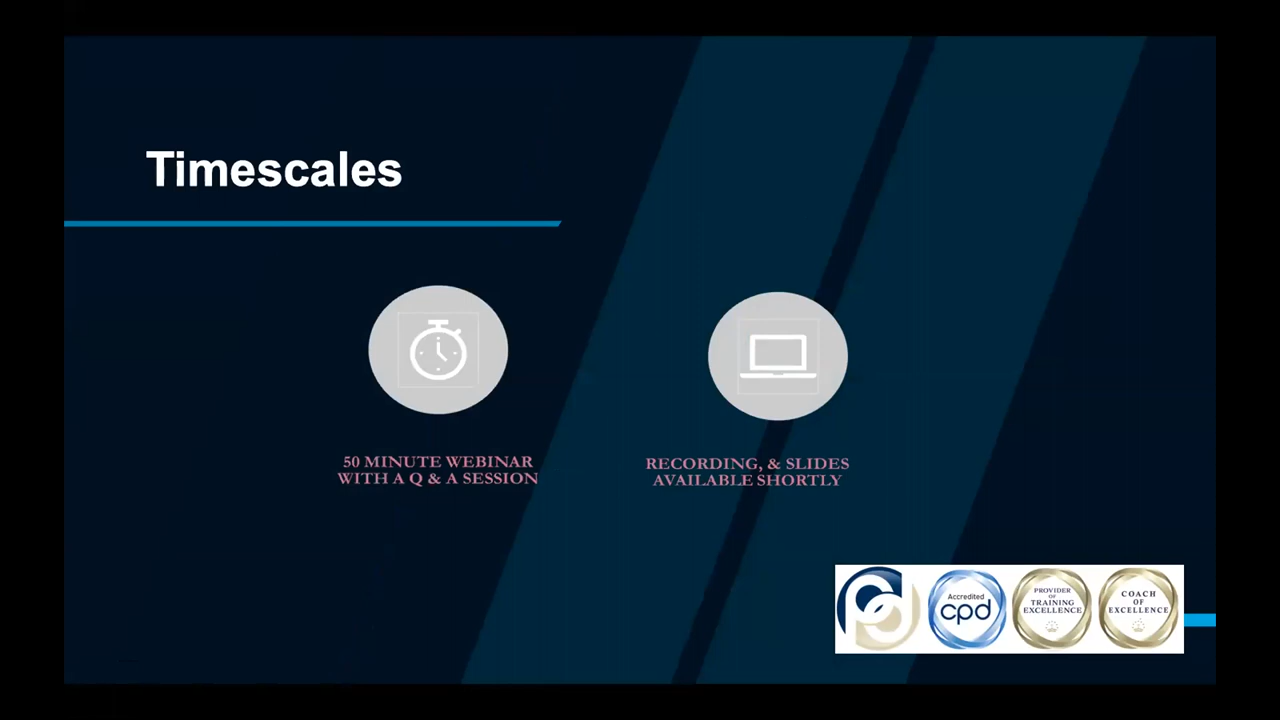 Timescales
50 MINUTE WEBINAR
WITH A Q & A SESSION
RECORDING, & SLIDES
AVAILABLE SHORTLY
Accredited
cpd
PROVIDER
OF
TRAINING
EXCELLENCE
COACH
OF
EXCELLENCE